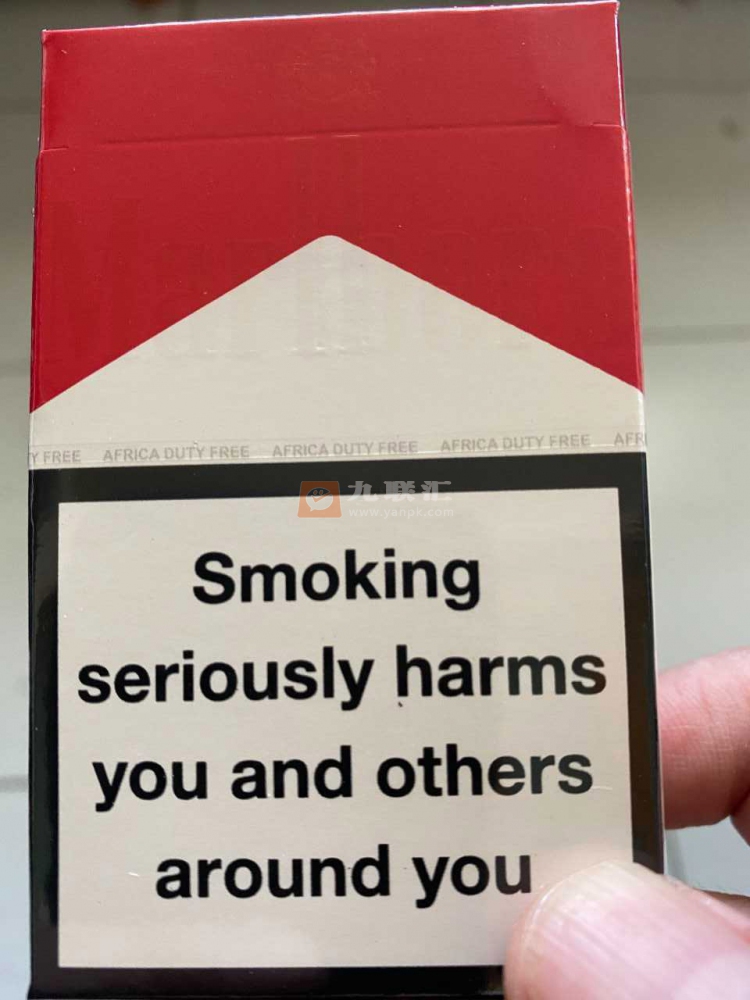 Y FREE AFRICA DUTY FREE AFRICA DUTY FREE AFRICA DUTY FREE AFR
九联汇
www.yanpk.com
Smoking
seriously harms
you and others
around you